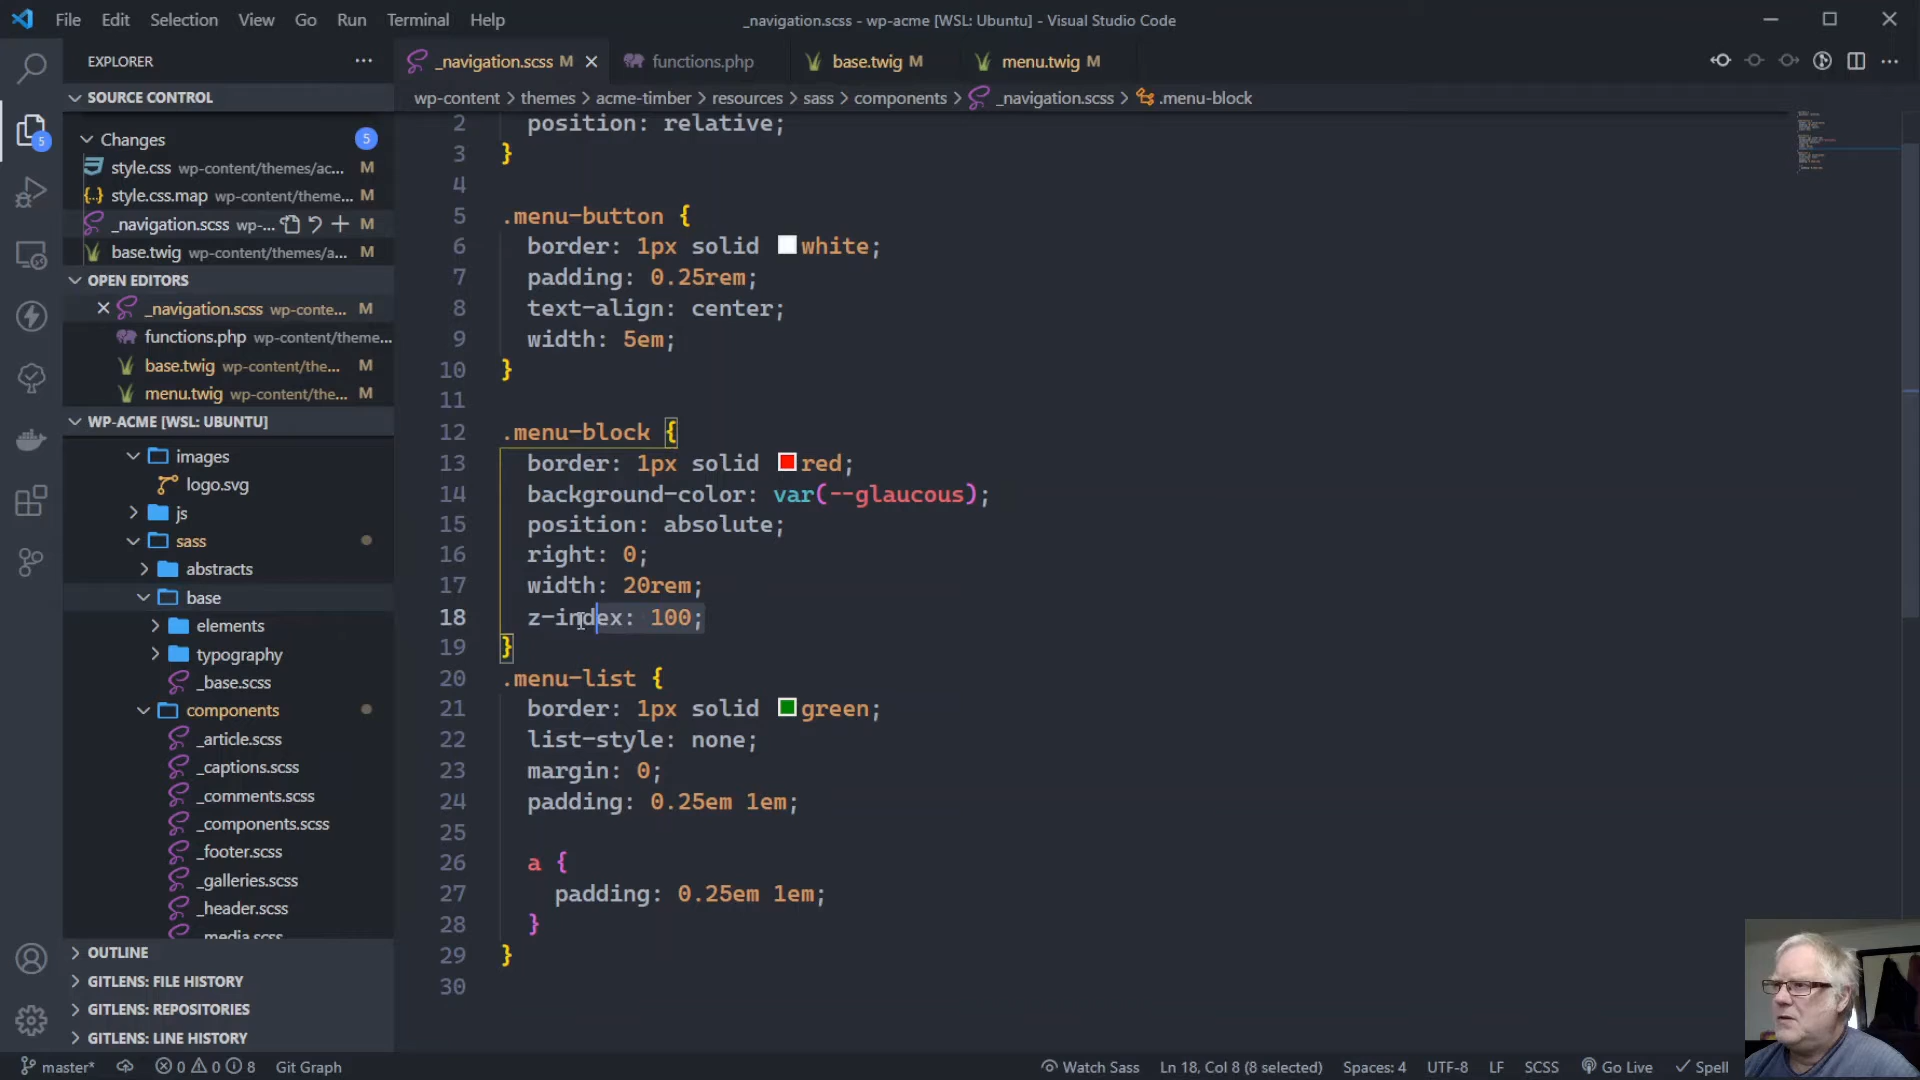 File Edit Selection View Go Run Terminal Help
_navigation.scss - wp-acme [WSL: Ubuntu] - Visual Studio Code
EXPLORER
_navigation.scss M
functions.php
base.twig M
menu.twig M
SOURCE CONTROL
wp-content > themes > acme-timber > resources > sass > components > _navigation.scss > .menu-block
Changes 5
style.css wp-content/themes/ac... M
style.css.map wp-content/theme... M
_navigation.scss wp-... M
base.twig wp-content/themes/a... M
OPEN EDITORS
_navigation.scss wp-conte... M
functions.php wp-content/theme...
base.twig wp-content/the... M
menu.twig wp-content/the... M
WP-ACME [WSL: UBUNTU]
images
logo.svg
js
sass
abstracts
base
elements
typography
_base.scss
components
_article.scss
_captions.scss
_comments.scss
_components.scss
_footer.scss
_galleries.scss
_header.scss
_media.scss
OUTLINE
GITLENS: FILE HISTORY
GITLENS: REPOSITORIES
GITLENS: LINE HISTORY
5
2 position: relative;
3 }
4
5 .menu-button {
6 border: 1px solid white;
7 padding: 0.25rem;
8 text-align: center;
9 width: 5em;
10 }
11
12 .menu-block {
13 border: 1px solid red;
14 background-color: var(--glaucous);
15 position: absolute;
16 right: 0;
17 width: 20rem;
18 z-index: 100;
19 }
20 .menu-list {
21 border: 1px solid green;
22 list-style: none;
23 margin: 0;
24 padding: 0.25em 1em;
25
26 a {
27 padding: 0.25em 1em;
28 }
29 }
30
master* 0 0 8 Git Graph
Watch Sass Ln 18, Col 8 (8 selected) Spaces: 4 UTF-8 LF SCSS Go Live Spell